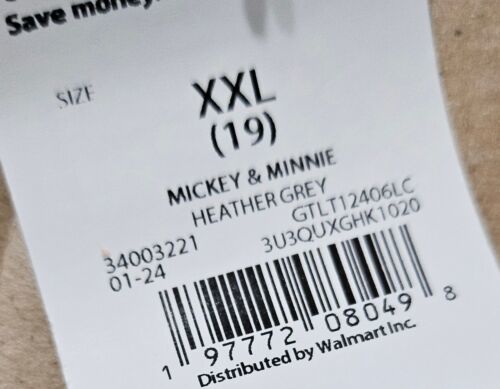 Save money.
SIZE
XXL
(19)
MICKEY & MINNIE
HEATHER GREY
34003221 GTLT12406LC
01-24 3U3QUXGHK1020
1 97772 08049 8
Distributed by Walmart Inc.